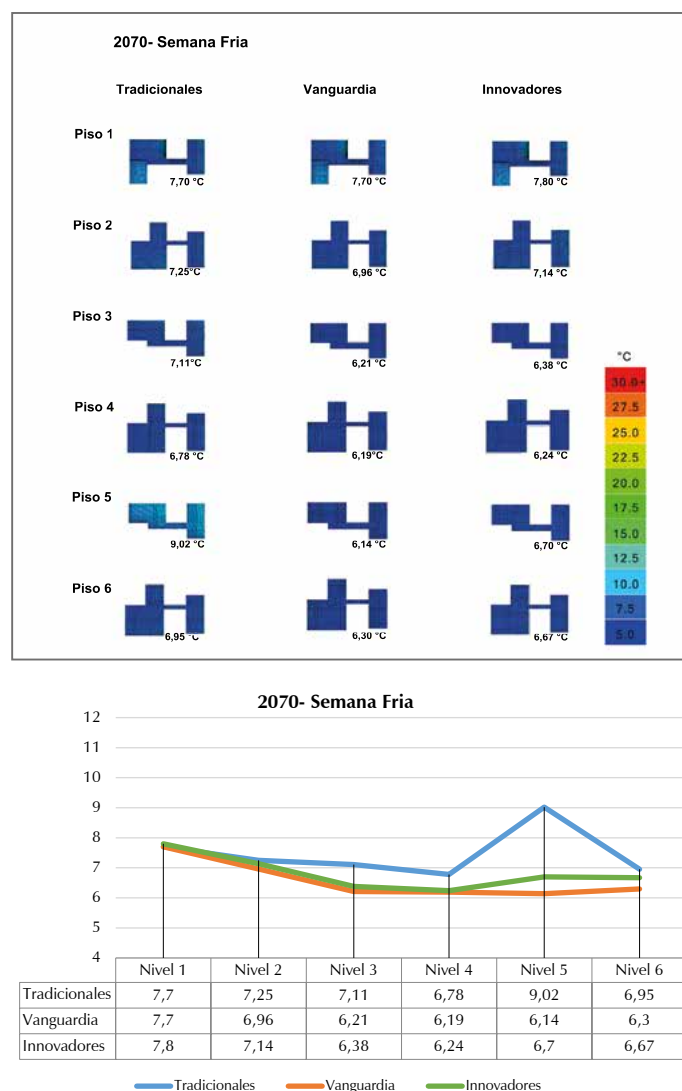 2070- Semana Fria
Tradicionales Vanguardia Innovadores
Piso 1
7,70 °C 7,70 °C 7,80 °C
Piso 2
7,25°C 6,96 °C 7,14 °C
Piso 3
7,11°C 6,21 °C 6,38 °C
°C
30.0+
27.5
25.0
22.5
20.0
17.5
15.0
12.5
10.0
7.5
5.0
Piso 4
6,78 °C 6,19°C 6,24 °C
Piso 5
9,02 °C 6,14 °C 6,70 °C
Piso 6
6,95 °C 6,30 °C 6,67 °C
2070- Semana Fria
12
11
10
9
8
7
6
5
4
Nivel 1 Nivel 2 Nivel 3 Nivel 4 Nivel 5 Nivel 6
Tradicionales 7,7 7,25 7,11 6,78 9,02 6,95
Vanguardia 7,7 6,96 6,21 6,19 6,14 6,3
Innovadores 7,8 7,14 6,38 6,24 6,7 6,67
Tradicionales Vanguardia Innovadores